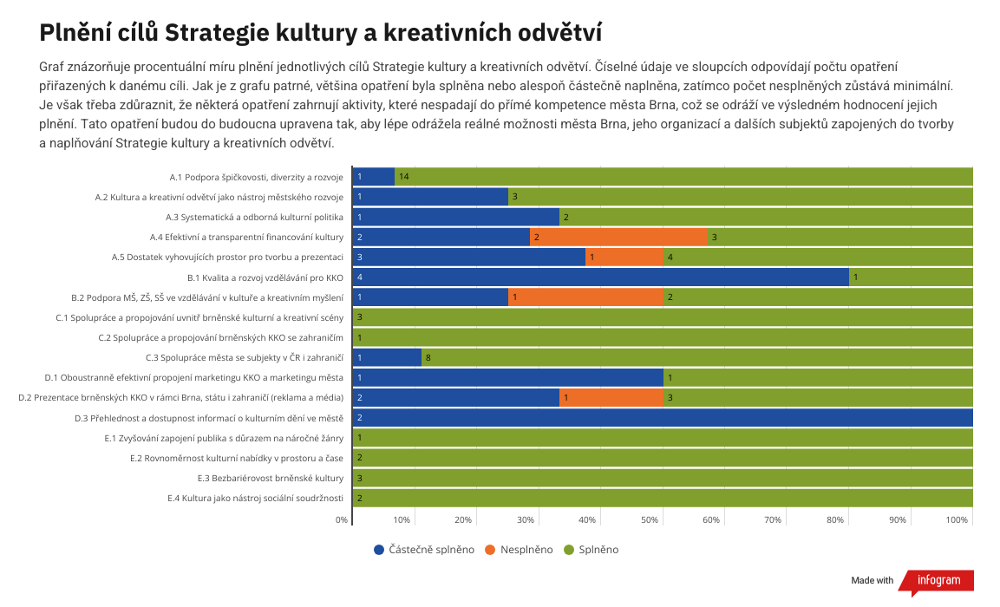 Plnění cílů Strategie kultury a kreativních odvětví
Graf znázorňuje procentuální míru plnění jednotlivých cílů Strategie kultury a kreativních odvětví. Číselné údaje ve sloupcích odpovídají počtu opatření
přiřazených k danému cíli. Jak je z grafu patrné, většina opatření byla splněna nebo alespoň částečně naplněna, zatímco počet nesplněných zůstává minimální.
Je však třeba zdůraznit, že některá opatření zahrnují aktivity, které nespadají do přímé kompetence města Brna, což se odráží ve výsledném hodnocení jejich
plnění. Tato opatření budou do budoucna upravena tak, aby lépe odrážela reálné možnosti města Brna, jeho organizací a dalších subjektů zapojených do tvorby
a naplňování Strategie kultury a kreativních odvětví.
A.1 Podpora špičkovosti, diverzity a rozvoje 1 14
A.2 Kultura a kreativní odvětví jako nástroj městského rozvoje 1 3
A.3 Systematická a odborná kulturní politika 1 2
A.4 Efektivní a transparentní financování kultury 2 2 3
A.5 Dostatek vyhovujících prostor pro tvorbu a prezentaci 3 1 4
B.1 Kvalita a rozvoj vzdělávání pro KKO 4 1
B.2 Podpora MŠ, ZŠ, SŠ ve vzdělávání v kultuře a kreativním myšlení 1 1 2
C.1 Spolupráce a propojování uvnitř brněnské kulturní a kreativní scény 3
C.2 Spolupráce a propojování brněnských KKO se zahraničím 1
C.3 Spolupráce města se subjekty v ČR i zahraničí 1 8
D.1 Oboustranně efektivní propojení marketingu KKO a marketingu města 1 1
D.2 Prezentace brněnských KKO v rámci Brna, státu i zahraničí (reklama a média) 2 1 3
D.3 Přehlednost a dostupnost informací o kulturním dění ve městě 2
E.1 Zvyšování zapojení publika s důrazem na náročné žánry 1
E.2 Rovnoměrnost kulturní nabídky v prostoru a čase 2
E.3 Bezbariérovost brněnské kultury 3
E.4 Kultura jako nástroj sociální soudržnosti 2
0% 10% 20% 30% 40% 50% 60% 70% 80% 90% 100%
Částečně splněno Nesplněno Splněno
Made with infogram